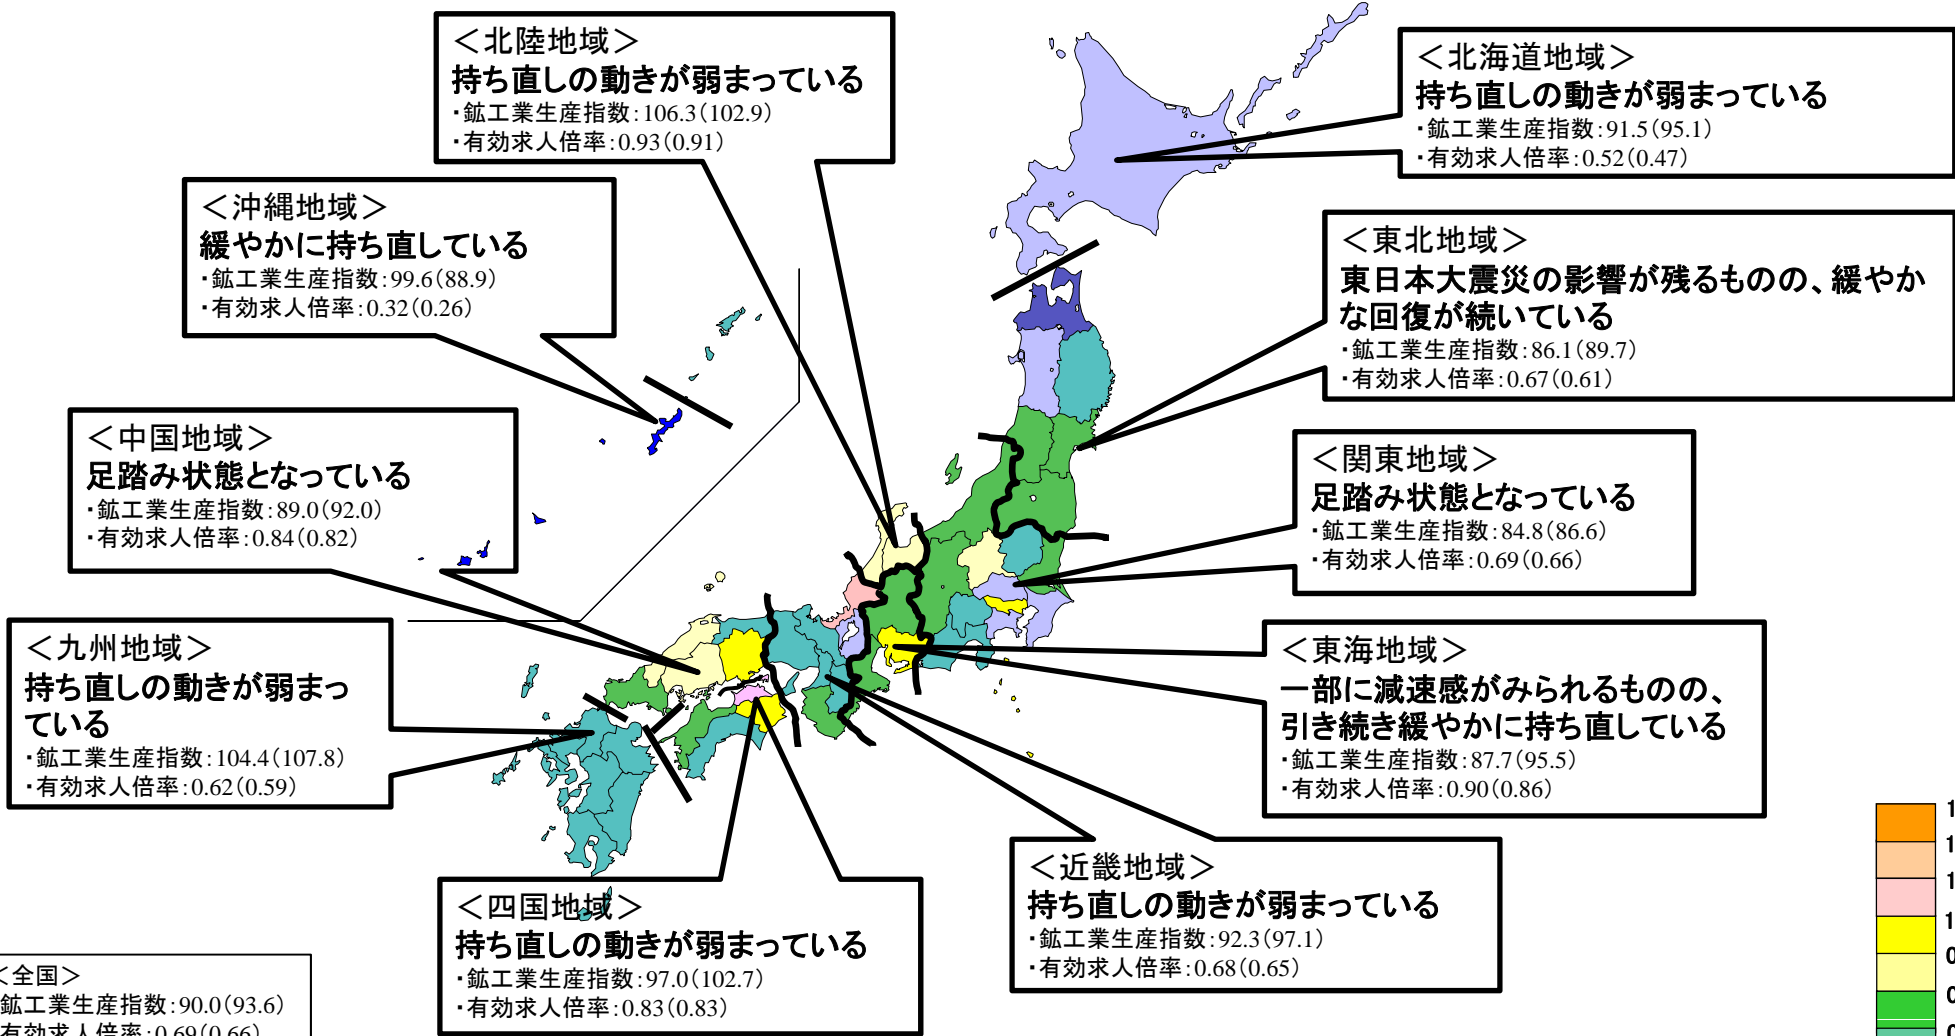 ＜北陸地域＞
持ち直しの動きが弱まっている
・鉱工業生産指数:106.3(102.9)
・有効求人倍率:0.93(0.91)
＜北海道地域＞
持ち直しの動きが弱まっている
・鉱工業生産指数:91.5(95.1)
・有効求人倍率:0.52(0.47)
＜沖縄地域＞
緩やかに持ち直している
・鉱工業生産指数:99.6(88.9)
・有効求人倍率:0.32(0.26)
＜東北地域＞
東日本大震災の影響が残るものの、緩やか
な回復が続いている
・鉱工業生産指数:86.1(89.7)
・有効求人倍率:0.67(0.61)
＜中国地域＞
足踏み状態となっている
・鉱工業生産指数:89.0(92.0)
・有効求人倍率:0.84(0.82)
＜関東地域＞
足踏み状態となっている
・鉱工業生産指数:84.8(86.6)
・有効求人倍率:0.69(0.66)
＜九州地域＞
持ち直しの動きが弱まっ
ている
・鉱工業生産指数:104.4(107.8)
・有効求人倍率:0.62(0.59)
＜東海地域＞
一部に減速感がみられるものの、
引き続き緩やかに持ち直している
・鉱工業生産指数:87.7(95.5)
・有効求人倍率:0.90(0.86)
＜四国地域＞
持ち直しの動きが弱まっている
・鉱工業生産指数:97.0(102.7)
・有効求人倍率:0.83(0.83)
＜近畿地域＞
持ち直しの動きが弱まっている
・鉱工業生産指数:92.3(97.1)
・有効求人倍率:0.68(0.65)
＜全国＞
鉱工業生産指数:90.0(93.6)
有効求人倍率:0.69(0.66)